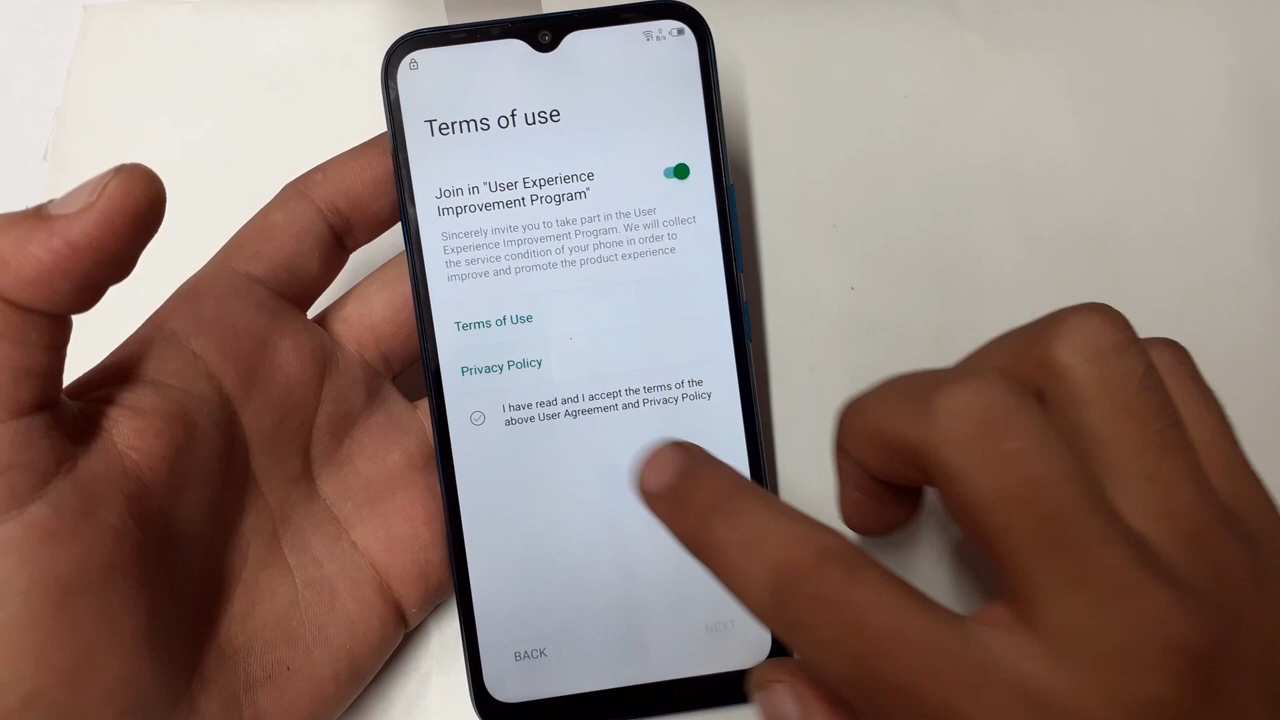 0
B/s
Terms of use
Join in "User Experience
Improvement Program"
Sincerely invite you to take part in the User
Experience Improvement Program. We will collect
the service condition of your phone in order to
improve and promote the product experience
Terms of Use
Privacy Policy
I have read and I accept the terms of the
above User Agreement and Privacy Policy
BACK
NEXT